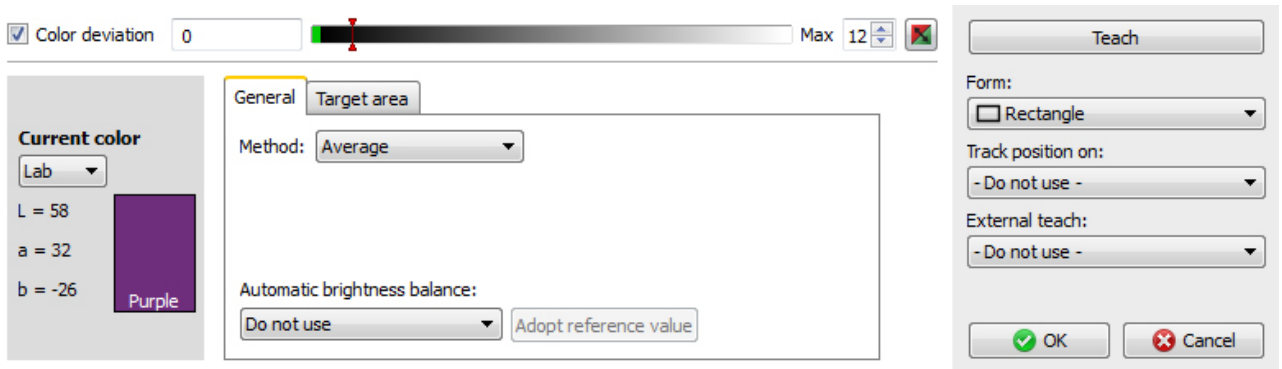 Color deviation 0 Max 12
Teach
Form:
Rectangle
Track position on:
- Do not use -
External teach:
- Do not use -
OK Cancel
Current color
Lab
L = 58
a = 32
b = -26
Purple
General Target area
Method: Average
Automatic brightness balance:
Do not use Adopt reference value